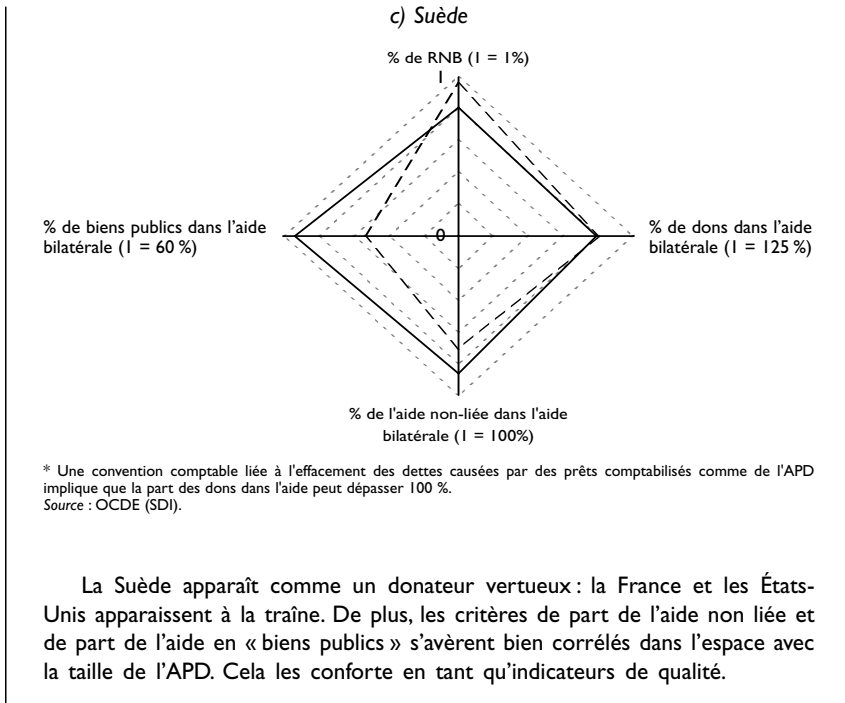 c) Suède
% de RNB (1 = 1%)
1
% de biens publics dans l’aide
bilatérale (1 = 60 %)
0
% de dons dans l’aide
bilatérale (1 = 125 %)
% de l'aide non-liée dans l'aide
bilatérale (1 = 100%)
* Une convention comptable liée à l'effacement des dettes causées par des prêts comptabilisés comme de l'APD
implique que la part des dons dans l'aide peut dépasser 100 %.
Source : OCDE (SDI).
La Suède apparaît comme un donateur vertueux : la France et les États-
Unis apparaissent à la traîne. De plus, les critères de part de l’aide non liée et
de part de l’aide en « biens publics » s’avèrent bien corrélés dans l’espace avec
la taille de l’APD. Cela les conforte en tant qu’indicateurs de qualité.